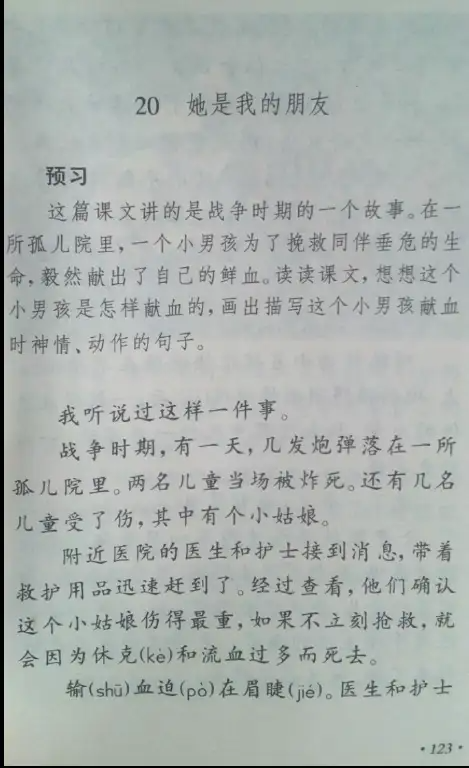 20 她是我的朋友
预习
这篇课文讲的是战争时期的一个故事。在一
所孤儿院里，一个小男孩为了挽救同伴垂危的生
命，毅然献出了自己的鲜血。读读课文，想想这个
小男孩是怎样献血的，画出描写这个小男孩献血
时神情、动作的句子。
我听说过这样一件事。
战争时期，有一天，几发炮弹落在一所
孤儿院里。两名儿童当场被炸死。还有几名
儿童受了伤，其中有个小姑娘。
附近医院的医生和护士接到消息，带着
救护用品迅速赶到了。经过查看，他们确认
这个小姑娘伤得最重，如果不立刻抢救，就
会因为休克(kè)和流血过多而死去。
输(shū)血迫(pò)在眉睫(jié)。医生和护士
·123·